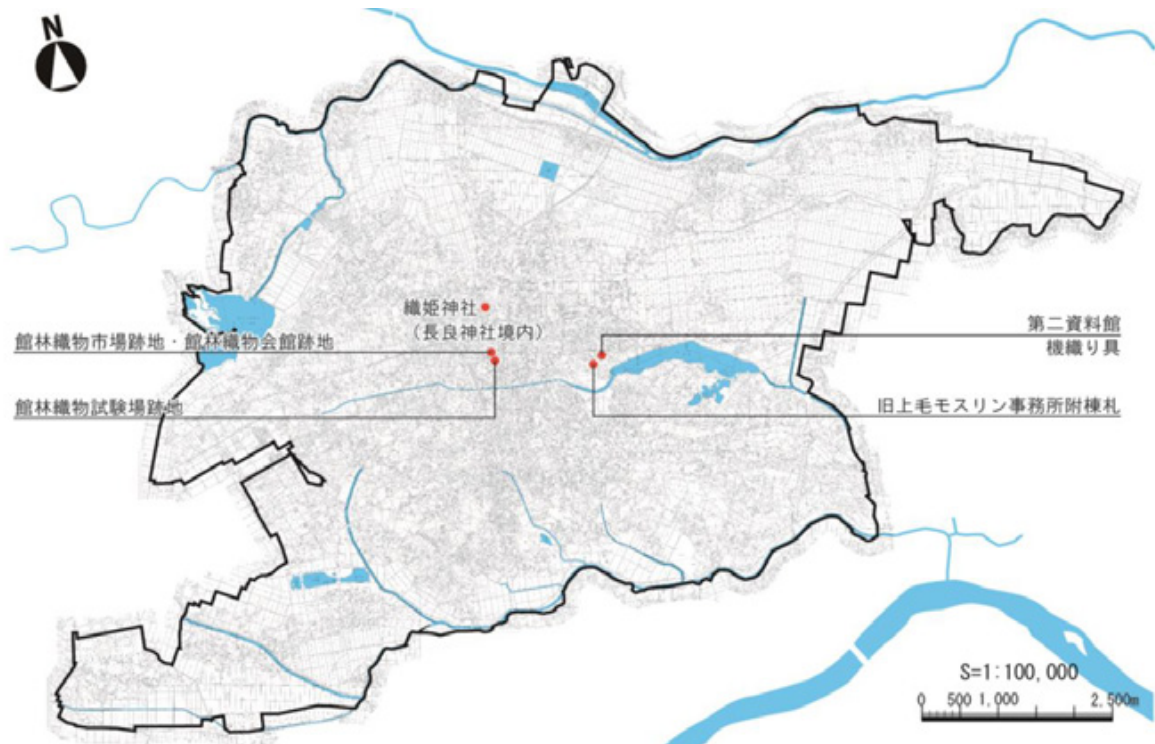 N
織姫神社
（長良神社境内）
館林織物市場跡地・館林織物会館跡地
第二資料館
機織り具
館林織物試験場跡地
旧上毛モスリン事務所附棟札
S=1:100,000
0 500 1,000 2,500m